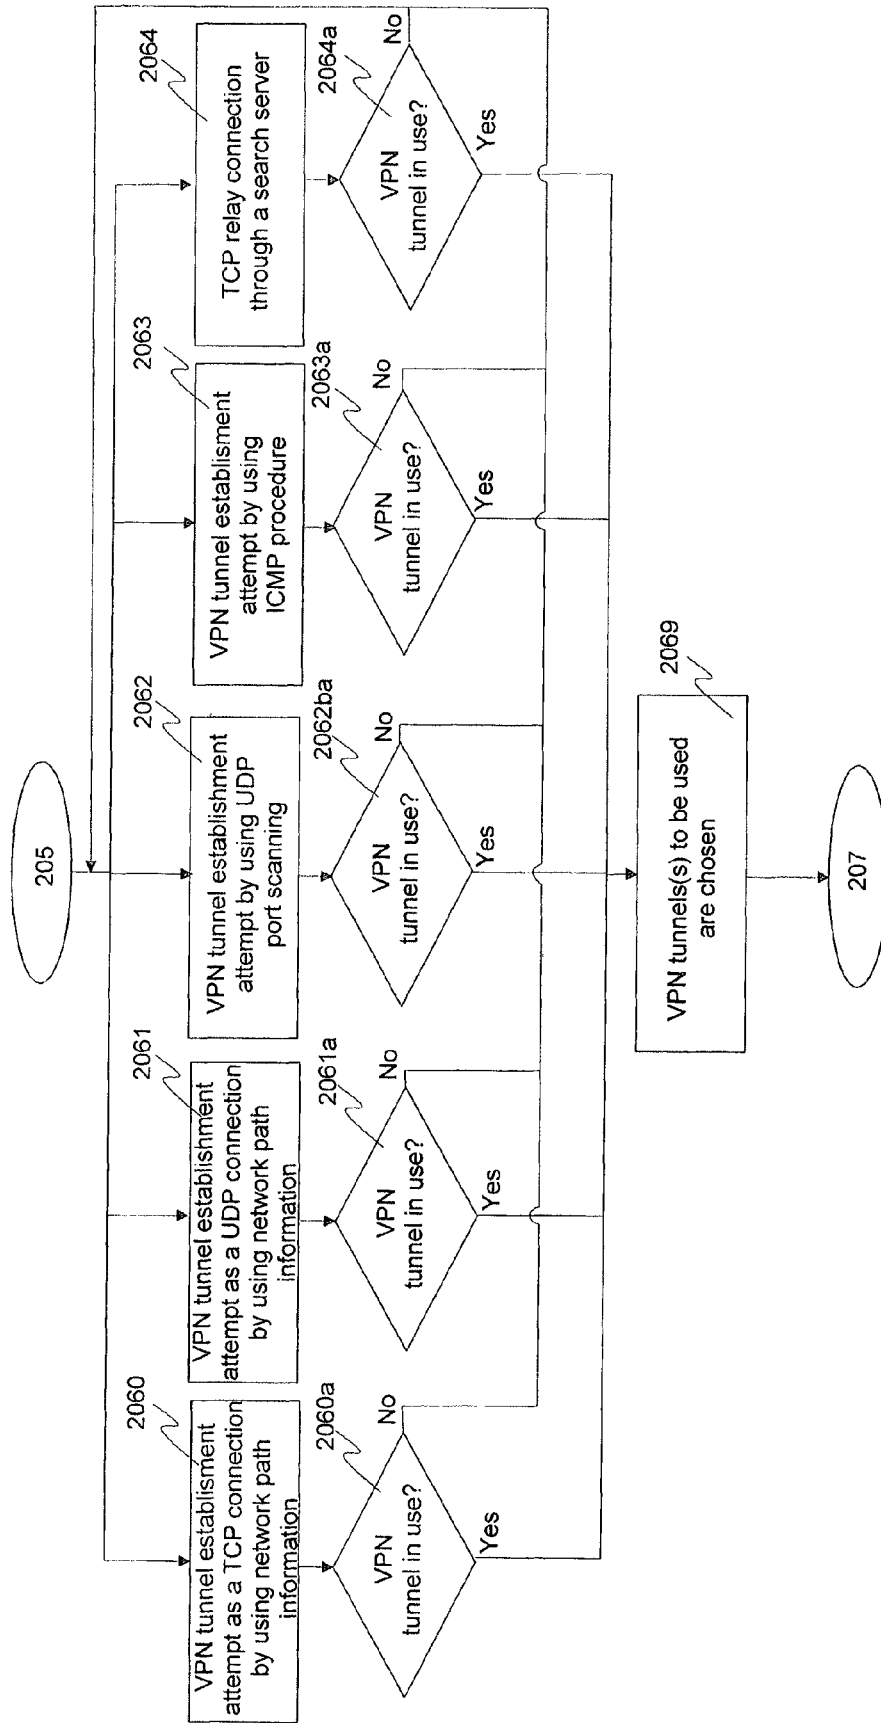 205
2060
VPN tunnel establisment
attempt as a TCP connection
by using network path
information
2060a
VPN
tunnel in use?
No
Yes
2061
VPN tunnel establishment
attempt as a UDP connection
by using network path
information
2061a
VPN
tunnel in use?
No
Yes
2062
VPN tunnel establishment
attempt by using UDP
port scanning
2062ba
VPN
tunnel in use?
No
Yes
2063
VPN tunnel establisment
attempt by using
ICMP procedure
2063a
VPN
tunnel in use?
No
Yes
2064
TCP relay connection
through a search server
2064a
VPN
tunnel in use?
No
Yes
2069
VPN tunnels(s) to be used
are chosen
207